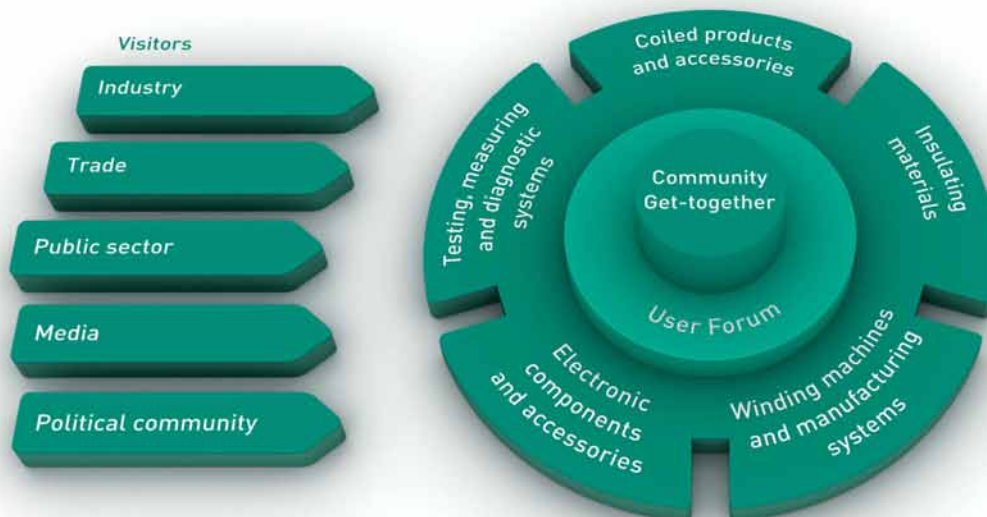 Visitors
Industry
Trade
Public sector
Media
Political community
Coiled products
and accessories
Insulating
materials
Winding machines
and manufacturing
systems
Electronic
components
and accessories
Testing, measuring
and diagnostic
systems
Community
Get-together
User Forum